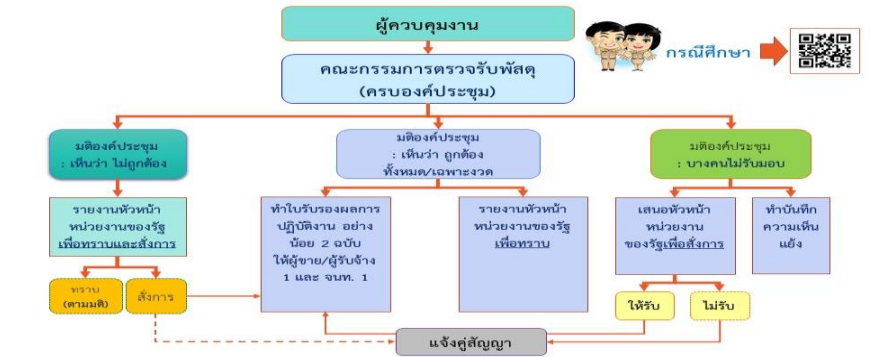 ผู้ควบคุมงาน
กรณีศึกษา
คณะกรรมการตรวจรับพัสดุ
(ครบองค์ประชุม)
มติองค์ประชุม
: เห็นว่า ไม่ถูกต้อง
มติองค์ประชุม
: เห็นว่า ถูกต้อง
ทั้งหมด/เฉพาะงวด
มติองค์ประชุม
: บางคนไม่รับมอบ
รายงานหัวหน้า
หน่วยงานของรัฐ
เพื่อทราบและสั่งการ
ทำใบรับรองผลการ
ปฏิบัติงาน อย่าง
น้อย 2 ฉบับ
ให้ผู้ขาย/ผู้รับจ้าง
1 และ จนท. 1
รายงานหัวหน้า
หน่วยงานของรัฐ
เพื่อทราบ
เสนอหัวหน้า
หน่วยงาน
ของรัฐเพื่อสั่งการ
ทำบันทึก
ความเห็น
แย้ง
ทราบ
(ตามมติ)
สั่งการ
ให้รับ
ไม่รับ
แจ้งคู่สัญญา